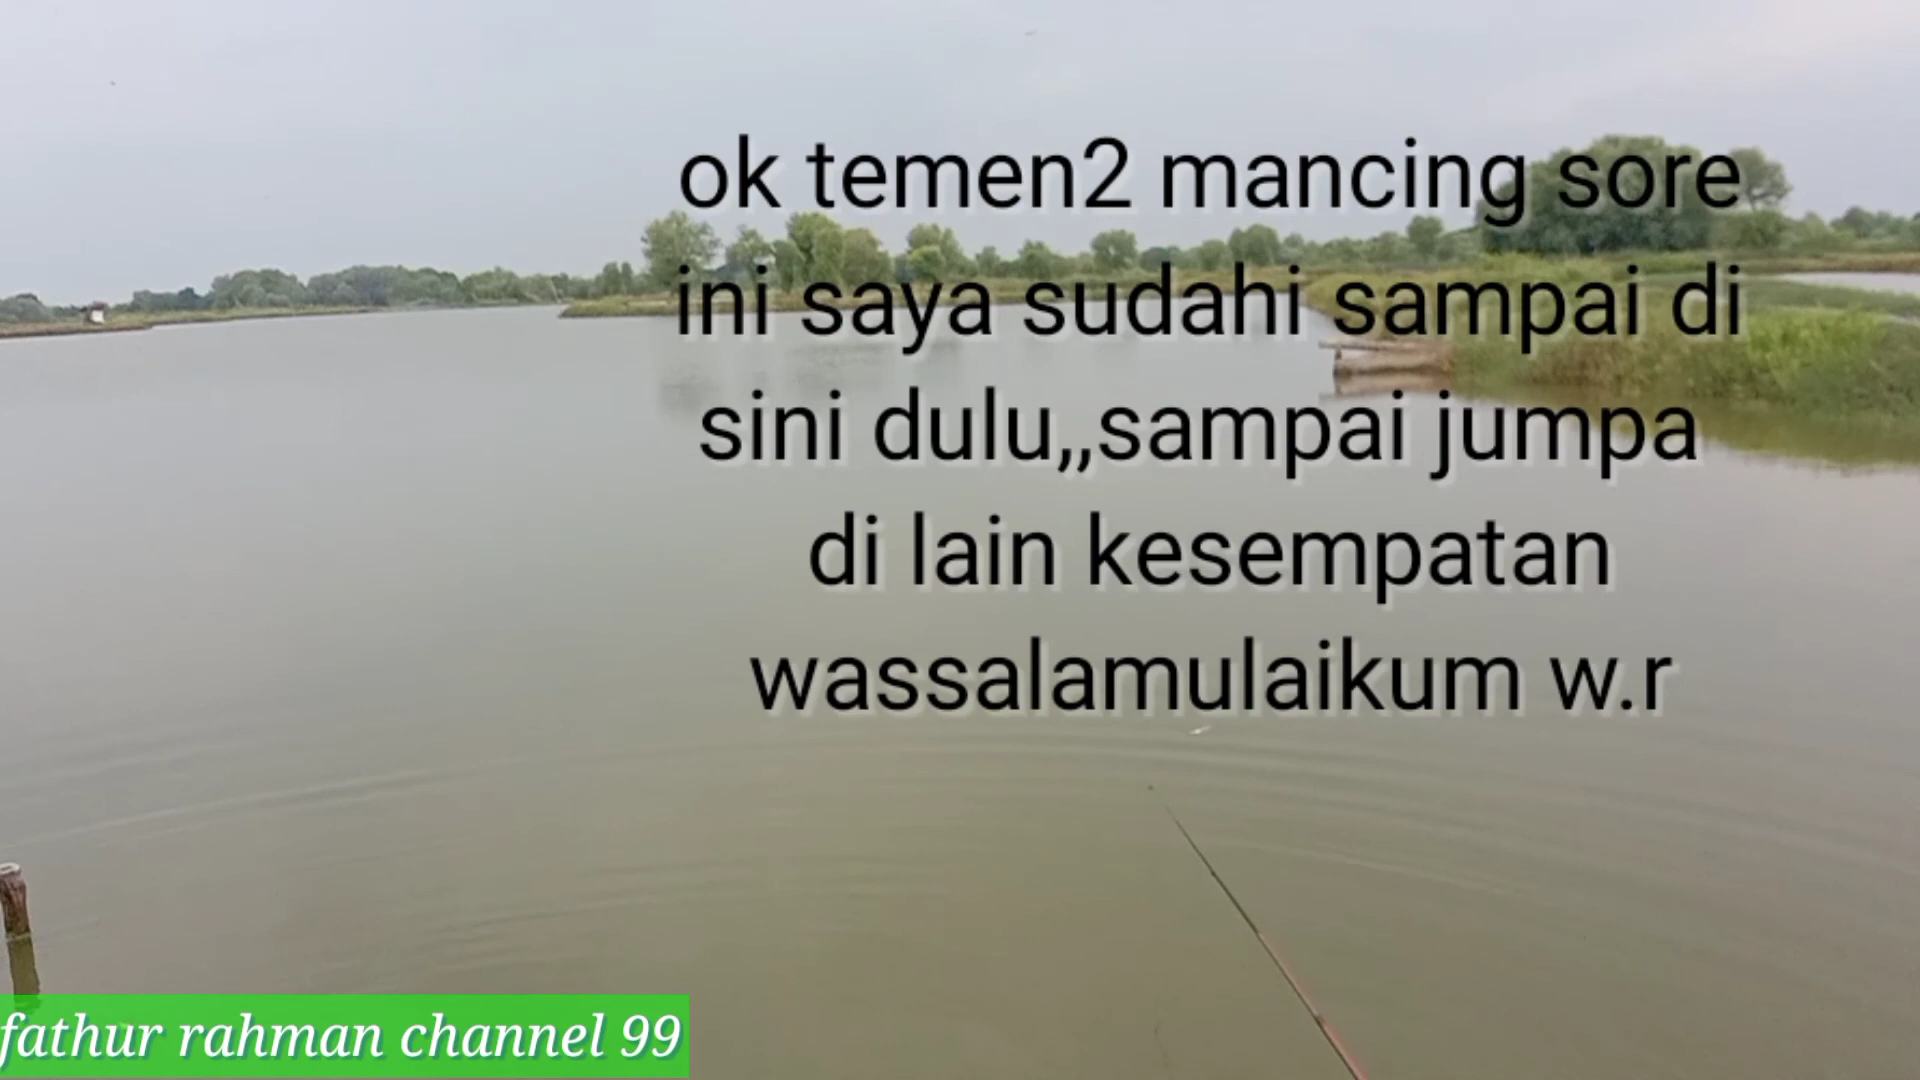 ok temen2 mancing sore
ini saya sudahi sampai di
sini dulu,,sampai jumpa
di lain kesempatan
wassalamulaikum w.r
fathur rahman channel 99